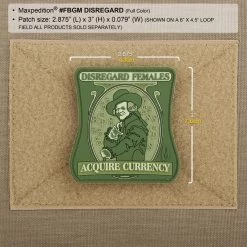 • Maxpedition® #FBGM DISREGARD (Full Color).
• Patch size: 2.875" (L) x 3" (H) x 0.079" (W) (SHOWN ON A 6" X 4.5" LOOP
FIELD ALL PRODUCTS SOLD SEPARATELY)
DISREGARD FEMALES
ACQUIRE CURRENCY